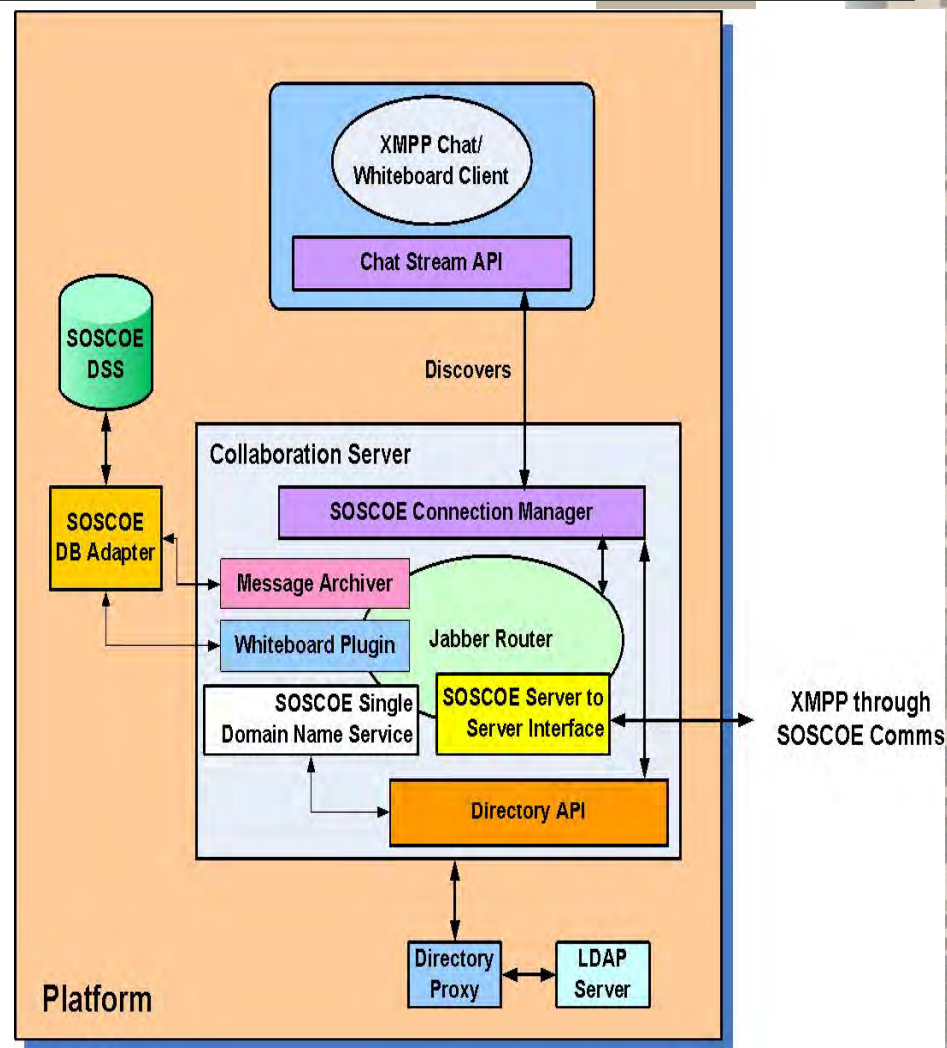 XMPP Chat/
Whiteboard Client
Chat Stream API
SOSCOE
DSS
Discovers
Collaboration Server
SOSCOE Connection Manager
SOSCOE
DB Adapter
Message Archiver
Whiteboard Plugin
Jabber Router
SOSCOE Single
Domain Name Service
SOSCOE Server to
Server Interface
XMPP through
SOSCOE Comms
Directory API
Directory
Proxy
LDAP
Server
Platform